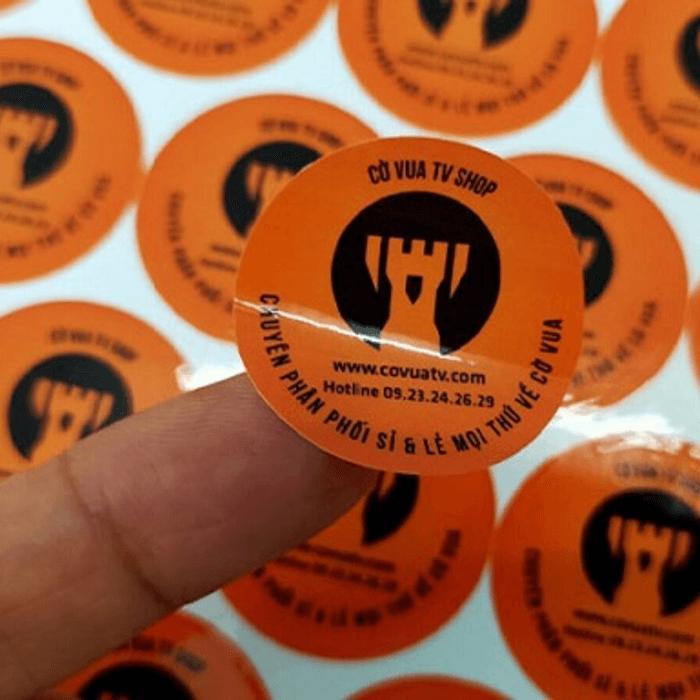 CỜ VUA TV SHOP
www.covuatv.com
Hotline 09.23.24.26.29
CHUYÊN PHÂN PHỐI SỈ & LẺ MỌI THỨ VỀ CỜ VUA